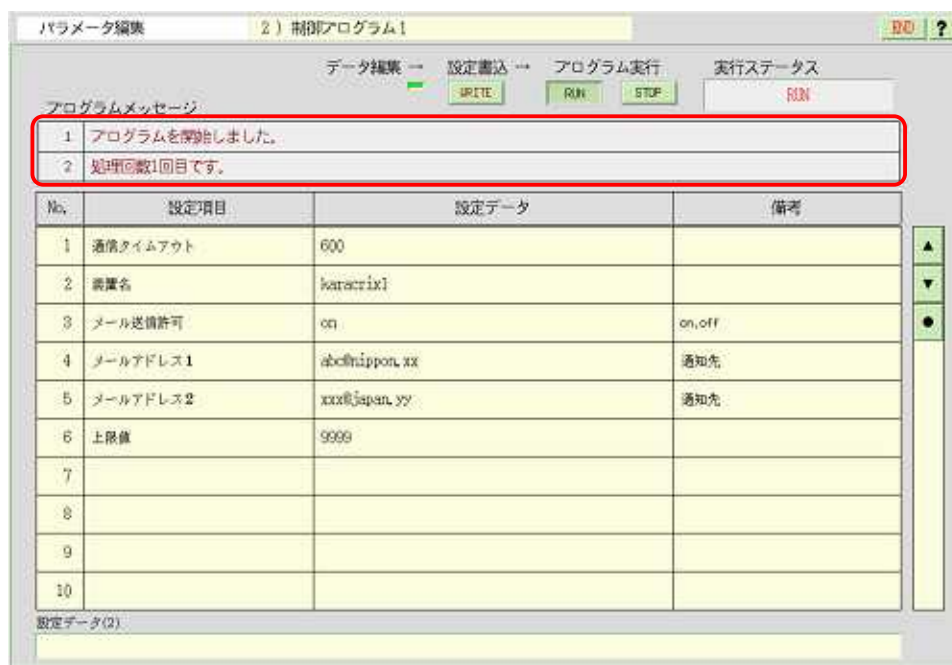 パラメータ編集 2) 制御プログラム1 END ?
データ編集 → 設定書込 → プログラム実行 実行ステータス
WRITE RUN STOP RUN
プログラムメッセージ
1 プログラムを開始しました。
2 処理回数1回目です。
No. 設定項目 設定データ 備考
1 通信タイムアウト 600
2 装置名 karacrix1
3 メール送信許可 on on,off
4 メールアドレス1 abc@nippon.xx 通知先
5 メールアドレス2 xxx@japan.yy 通知先
6 上限値 9999
7
8
9
10
設定データ(2)